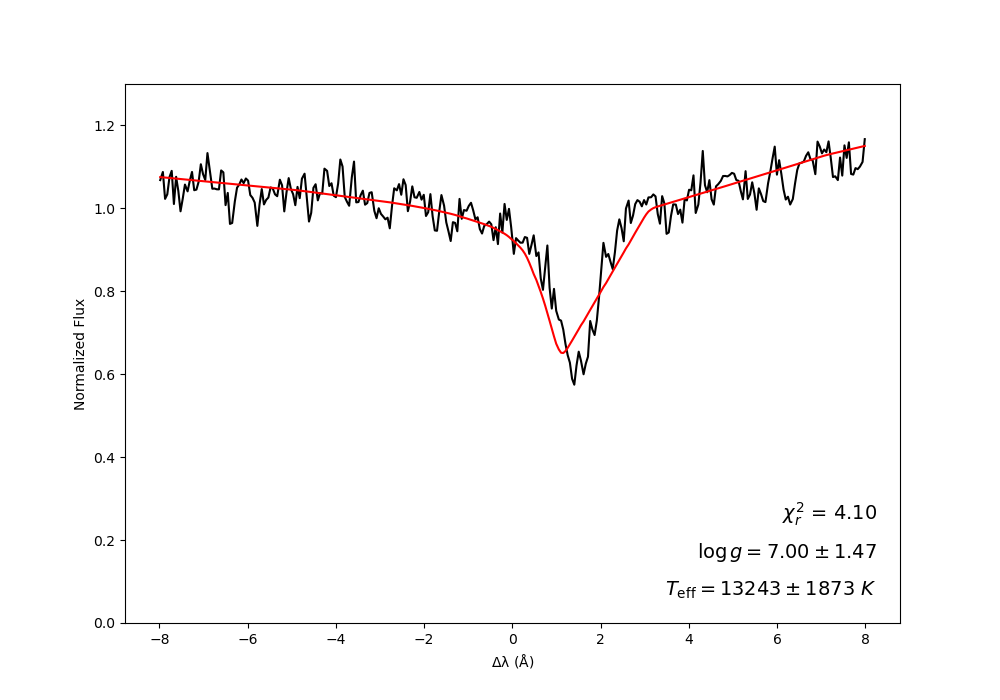 1.2
1.0
0.8
0.6
0.4
0.2
0.0
Normalized Flux
χ²ᵣ = 4.10
log g = 7.00 ± 1.47
T_eff = 13243 ± 1873 K
−8 −6 −4 −2 0 2 4 6 8
Δλ (Å)